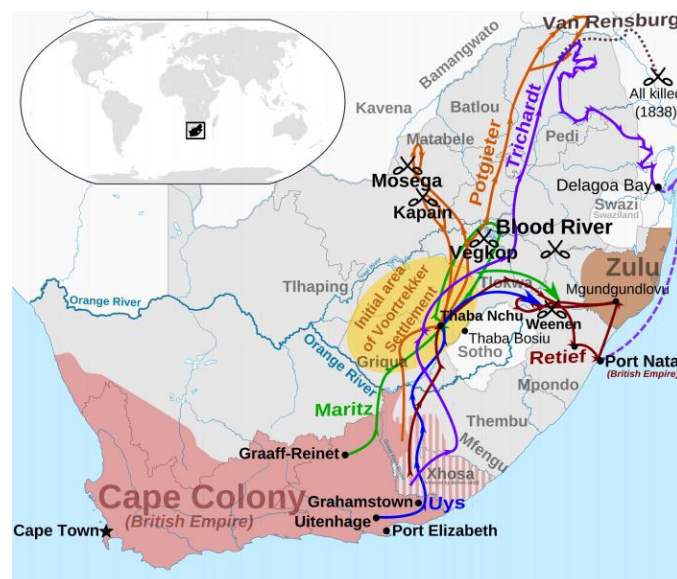 Van Rensburg
Bamangwato
All killed
(1838)
Kavena
Batlou
Matabele
Potgieter
Trichardt
Pedi
Mosega
Kapain
Delagoa Bay
Swazi
Swaziland
Blood River
Vegkop
Zulu
Tlhaping
Initial area
of Voortrekker
Settlement
Tlokwa
Mgundgundlovu
Orange River
Thaba Nchu
Weenen
Thaba Bosiu
Sotho
Orange River
Griqua
Retief
Port Nata
(British Empire)
Maritz
Mpondo
Thembu
Mfengu
Graaff-Reinet
Xhosa
Cape Colony
(British Empire)
Grahamstown
Uys
Uitenhage
Cape Town
Port Elizabeth